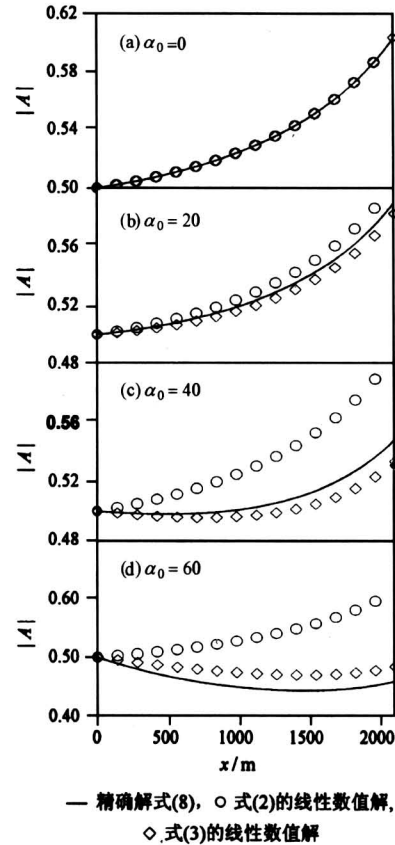 0.62
(a) α₀=0
0.58
|A|
0.54
0.50
(b) α₀ = 20
0.56
|A|
0.52
0.48
(c) α₀ = 40
0.56
|A|
0.52
0.48
(d) α₀ = 60
0.60
|A|
0.50
0.40
0 500 1000 1500 2000
x/m
— 精确解式(8), ○ 式(2)的线性数值解,
◇ 式(3)的线性数值解